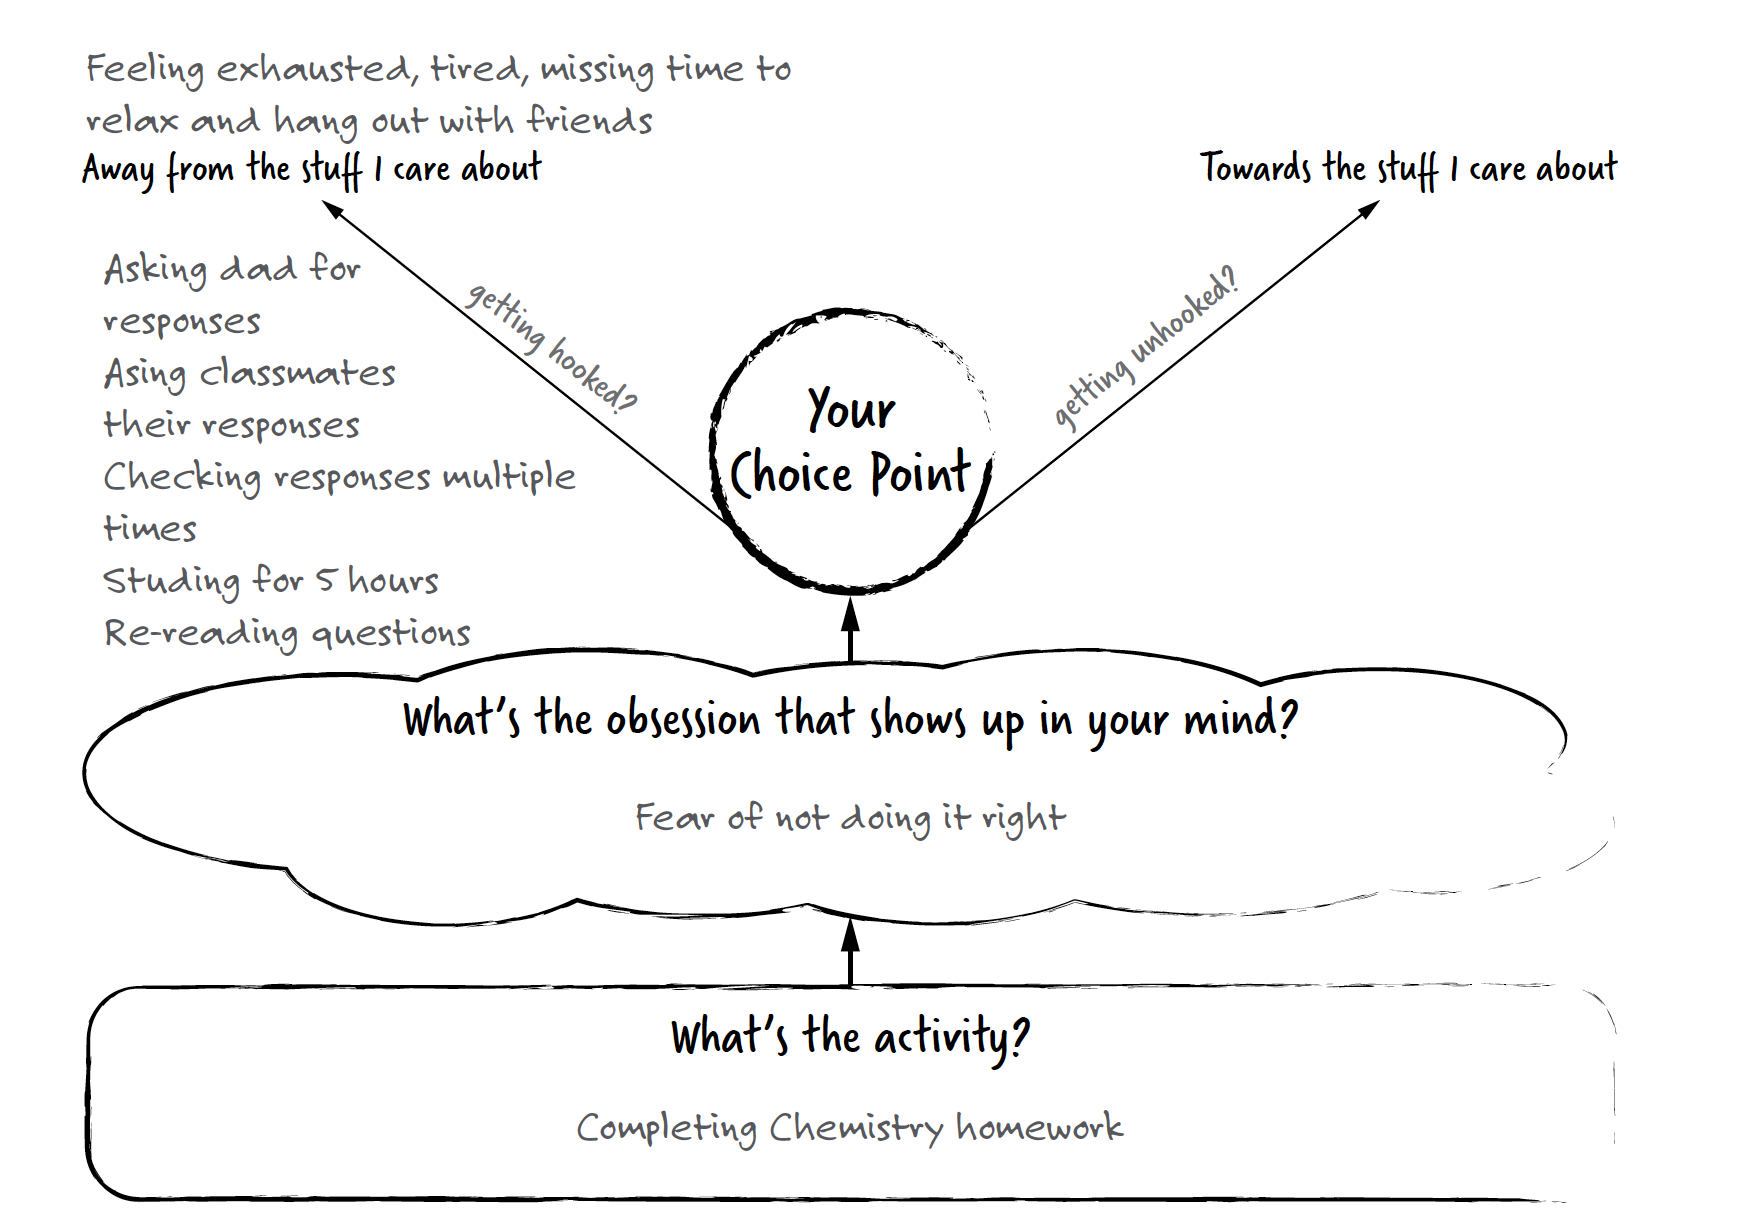 Feeling exhausted, tired, missing time to
relax and hang out with friends
Away from the stuff I care about
Towards the stuff I care about
Asking dad for
responses
Asing classmates
their responses
Checking responses multiple
times
Studing for 5 hours
Re-reading questions
getting hooked?
getting unhooked?
Your
Choice Point
What's the obsession that shows up in your mind?
Fear of not doing it right
What's the activity?
Completing Chemistry homework